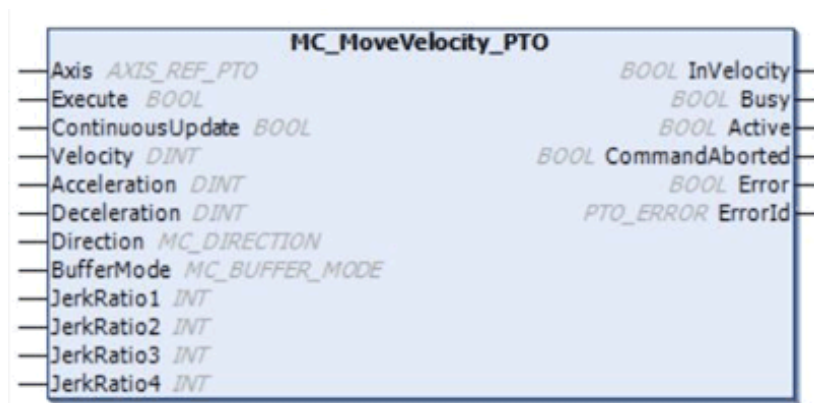 MC_MoveVelocity_PTO
Axis AXIS_REF_PTO BOOL InVelocity
Execute BOOL BOOL Busy
ContinuousUpdate BOOL BOOL Active
Velocity DINT BOOL CommandAborted
Acceleration DINT BOOL Error
Deceleration DINT PTO_ERROR ErrorId
Direction MC_DIRECTION
BufferMode MC_BUFFER_MODE
JerkRatio1 INT
JerkRatio2 INT
JerkRatio3 INT
JerkRatio4 INT